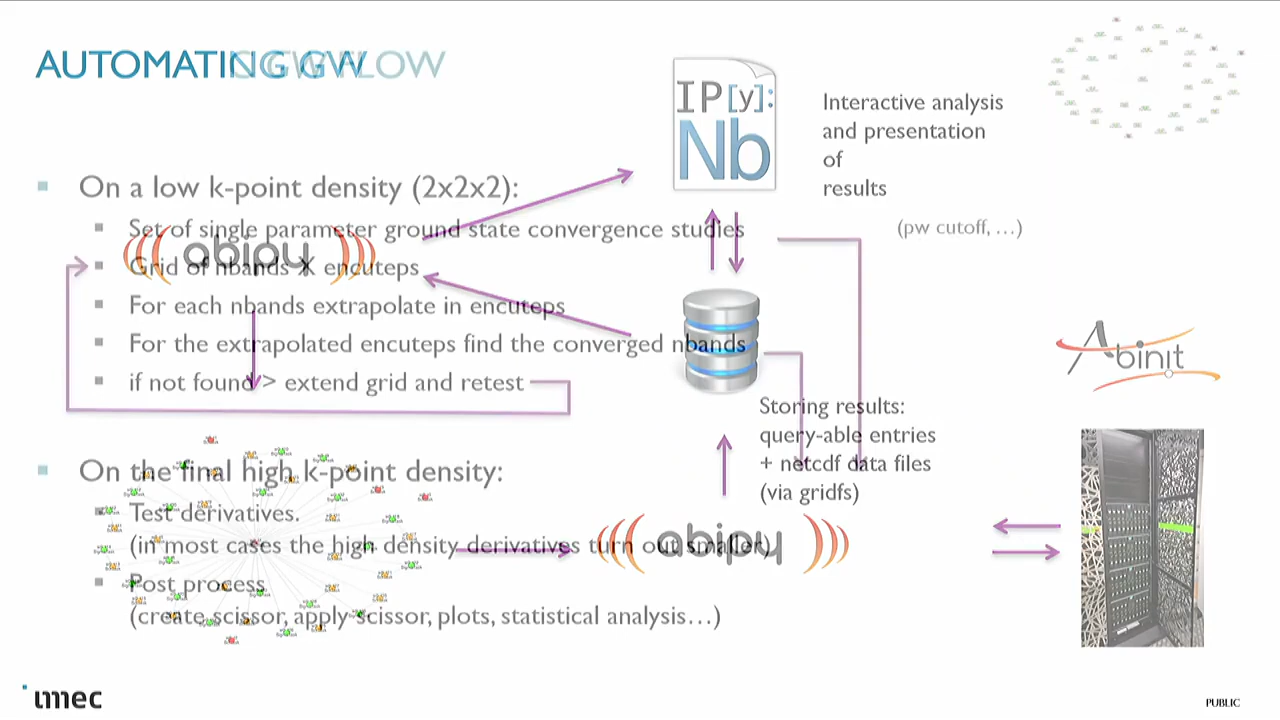 AUTOMATING GW
GW FLOW
IP[y]:
Nb
Interactive analysis
and presentation
of
results
On a low k-point density (2x2x2):
Set of single parameter ground state convergence studies
(pw cutoff, …)
abipy
Grid of nbands X encuteps
For each nbands extrapolate in encuteps
For the extrapolated encuteps find the converged nbands
if not found > extend grid and retest
Abinit
Storing results:
query-able entries
+ netcdf data files
(via gridfs)
On the final high k-point density:
Test derivatives.
(in most cases the high density derivatives turn out smaller)
abipy
Post process
(create scissor, apply scissor, plots, statistical analysis…)
imec
PUBLIC